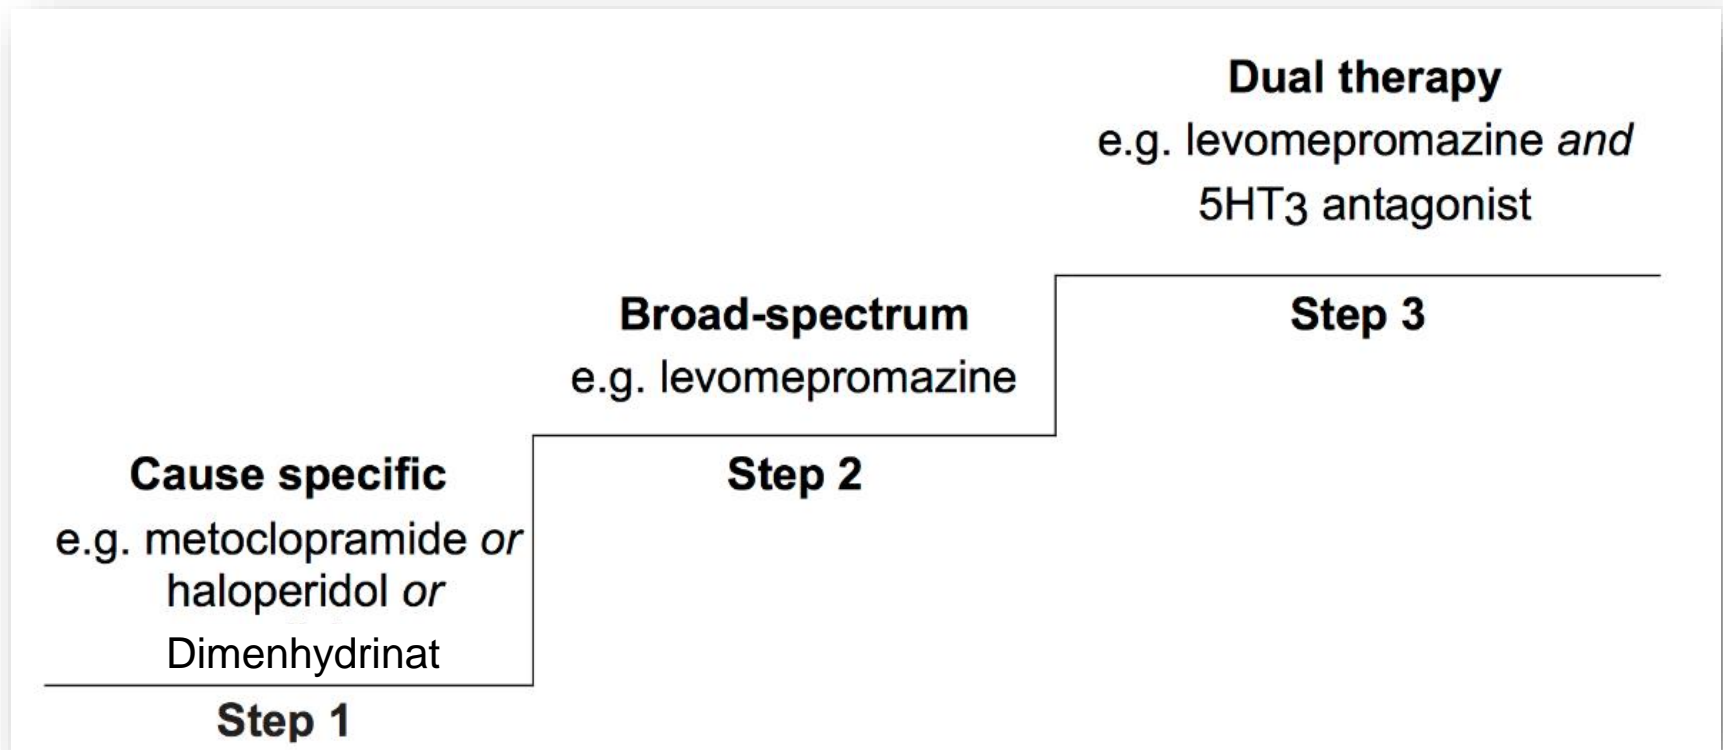 Dual therapy
e.g. levomepromazine and
5HT3 antagonist
Step 3
Broad-spectrum
e.g. levomepromazine
Step 2
Cause specific
e.g. metoclopramide or
haloperidol or
Dimenhydrinat
Step 1